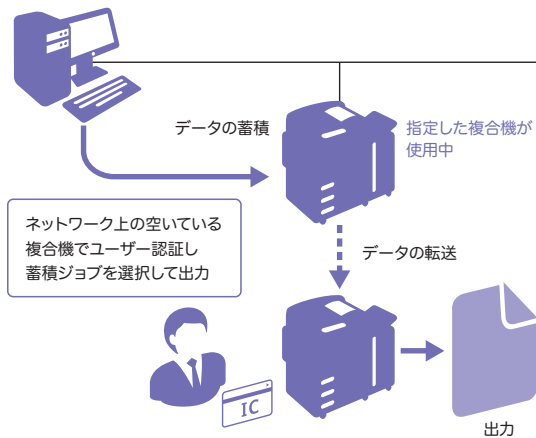 データの蓄積
指定した複合機が
使用中
ネットワーク上の空いている
複合機でユーザー認証し
蓄積ジョブを選択して出力
データの転送
IC
出力